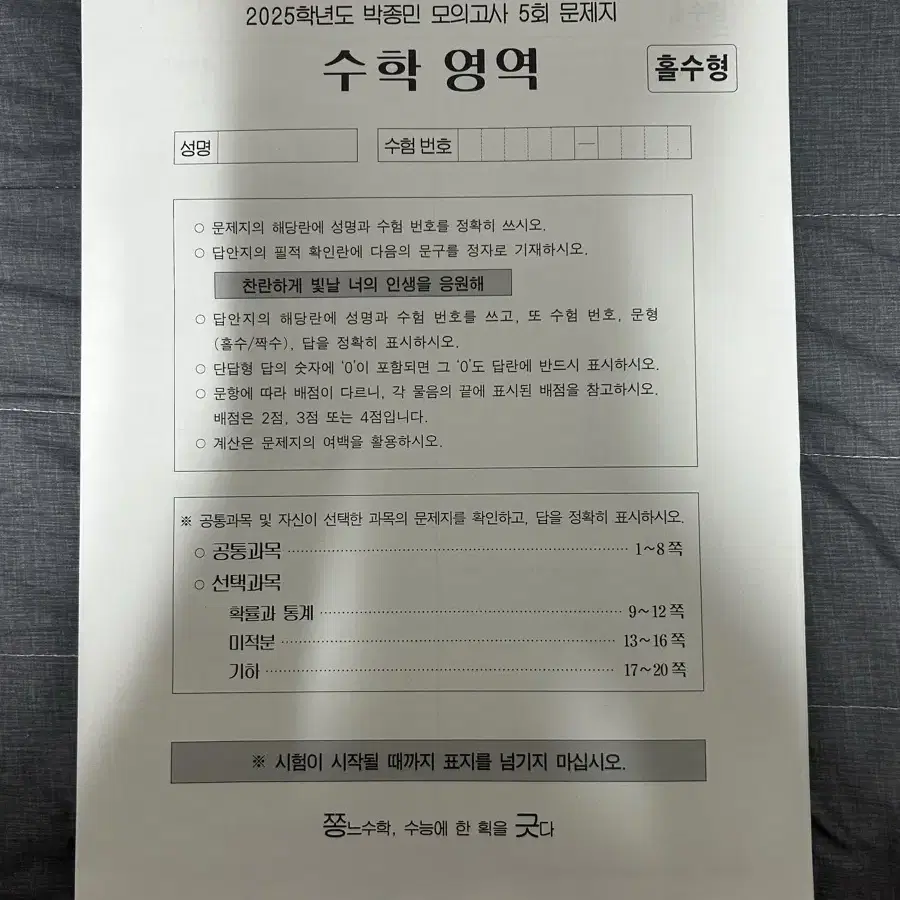 2025학년도 박종민 모의고사 5회 문제지
수학 영역
홀수형
성명
수험 번호
—
○ 문제지의 해당란에 성명과 수험 번호를 정확히 쓰시오.
○ 답안지의 필적 확인란에 다음의 문구를 정자로 기재하시오.
찬란하게 빛날 너의 인생을 응원해
○ 답안지의 해당란에 성명과 수험 번호를 쓰고, 또 수험 번호, 문형
(홀수/짝수), 답을 정확히 표시하시오.
○ 단답형 답의 숫자에 '0'이 포함되면 그 '0'도 답란에 반드시 표시하시오.
○ 문항에 따라 배점이 다르니, 각 물음의 끝에 표시된 배점을 참고하시오.
배점은 2점, 3점 또는 4점입니다.
○ 계산은 문제지의 여백을 활용하시오.
※ 공통과목 및 자신이 선택한 과목의 문제지를 확인하고, 답을 정확히 표시하시오.
○ 공통과목 ⋯⋯⋯⋯ 1~8쪽
○ 선택과목
확률과 통계 ⋯⋯⋯⋯ 9~12쪽
미적분 ⋯⋯⋯⋯ 13~16쪽
기하 ⋯⋯⋯⋯ 17~20쪽
※ 시험이 시작될 때까지 표지를 넘기지 마십시오.
쫑느수학, 수능에 한 획을 긋다